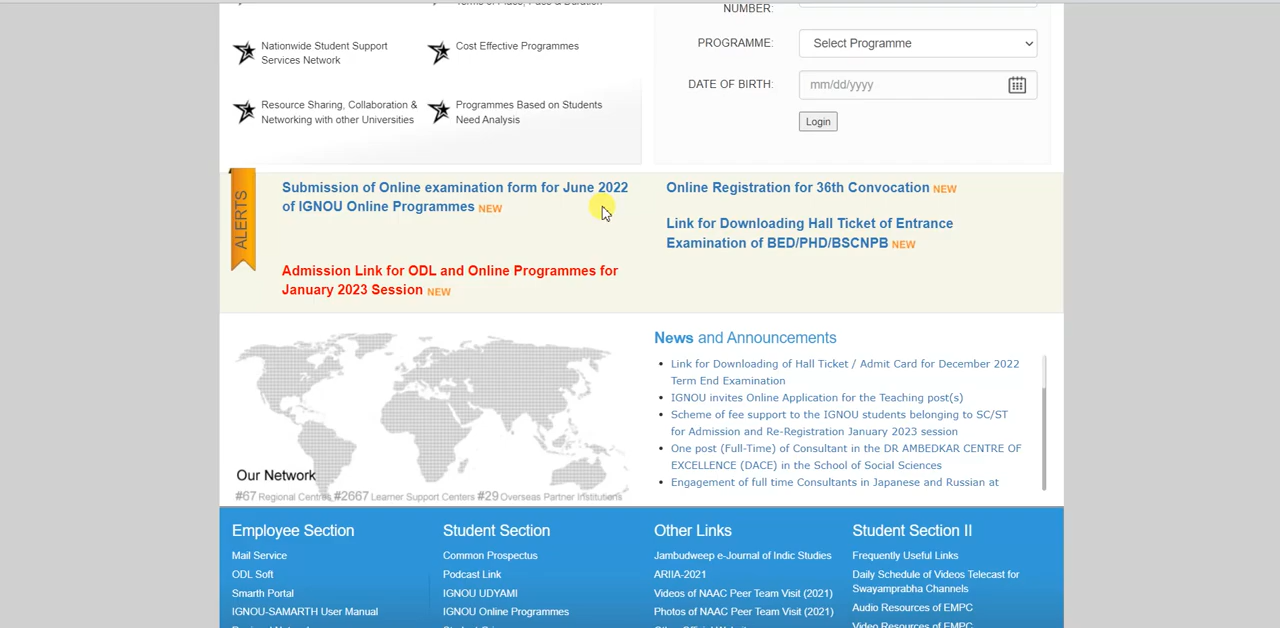 Terms of Place, Pace & Duration
NUMBER:
Nationwide Student Support
Services Network
Cost Effective Programmes
PROGRAMME:
Select Programme
DATE OF BIRTH:
mm/dd/yyyy
Resource Sharing, Collaboration &
Networking with other Universities
Programmes Based on Students
Need Analysis
Login
ALERTS
Submission of Online examination form for June 2022
of IGNOU Online Programmes NEW
Admission Link for ODL and Online Programmes for
January 2023 Session NEW
Online Registration for 36th Convocation NEW
Link for Downloading Hall Ticket of Entrance
Examination of BED/PHD/BSCNPB NEW
Our Network
#67 Regional Centres #2667 Learner Support Centers #29 Overseas Partner Institutions
News and Announcements
Link for Downloading of Hall Ticket / Admit Card for December 2022
Term End Examination
IGNOU invites Online Application for the Teaching post(s)
Scheme of fee support to the IGNOU students belonging to SC/ST
for Admission and Re-Registration January 2023 session
One post (Full-Time) of Consultant in the DR AMBEDKAR CENTRE OF
EXCELLENCE (DACE) in the School of Social Sciences
Engagement of full time Consultants in Japanese and Russian at
Employee Section
Mail Service
ODL Soft
Smarth Portal
IGNOU-SAMARTH User Manual
Student Section
Common Prospectus
Podcast Link
IGNOU UDYAMI
IGNOU Online Programmes
Other Links
Jambudweep e-Journal of Indic Studies
ARIIA-2021
Videos of NAAC Peer Team Visit (2021)
Photos of NAAC Peer Team Visit (2021)
Student Section II
Frequently Useful Links
Daily Schedule of Videos Telecast for
Swayamprabha Channels
Audio Resources of EMPC
Video Resources of EMPC